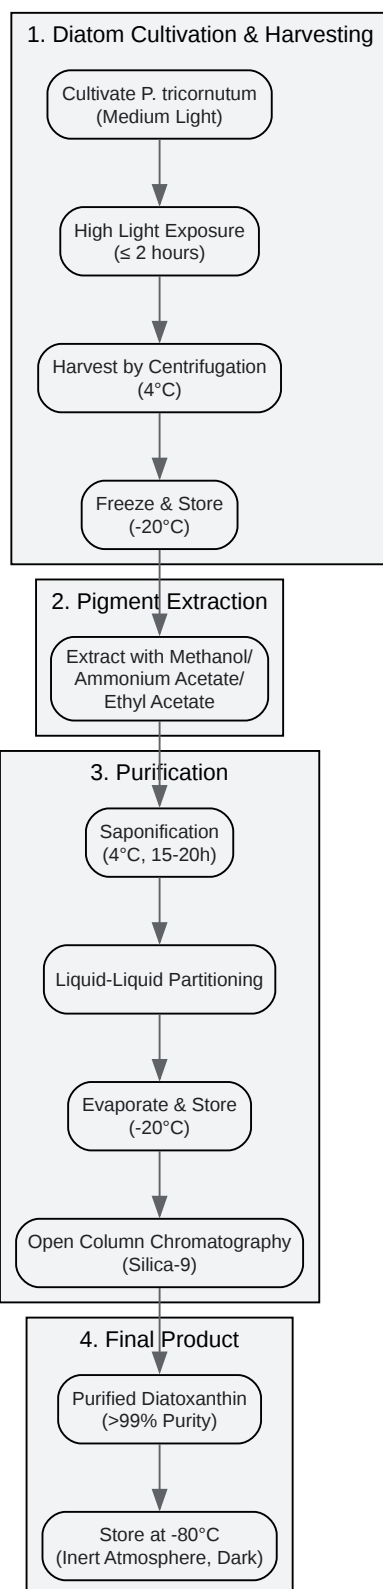 1. Diatom Cultivation & Harvesting
Cultivate P. tricornutum
(Medium Light)
High Light Exposure
(≤ 2 hours)
Harvest by Centrifugation
(4°C)
Freeze & Store
(-20°C)
2. Pigment Extraction
Extract with Methanol/
Ammonium Acetate/
Ethyl Acetate
3. Purification
Saponification
(4°C, 15-20h)
Liquid-Liquid Partitioning
Evaporate & Store
(-20°C)
Open Column Chromatography
(Silica-9)
4. Final Product
Purified Diatoxanthin
(>99% Purity)
Store at -80°C
(Inert Atmosphere, Dark)